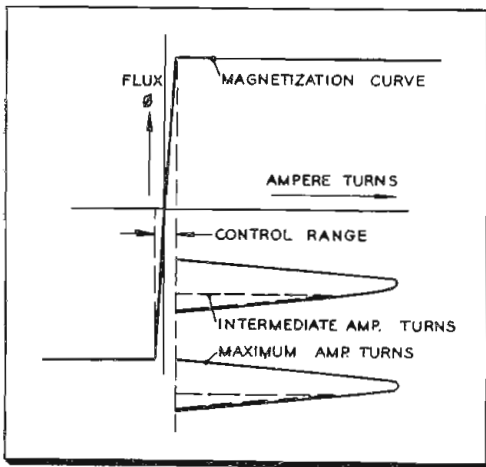 FLUX
Ø
MAGNETIZATION CURVE
AMPERE TURNS
CONTROL RANGE
INTERMEDIATE AMP. TURNS
MAXIMUM AMP. TURNS